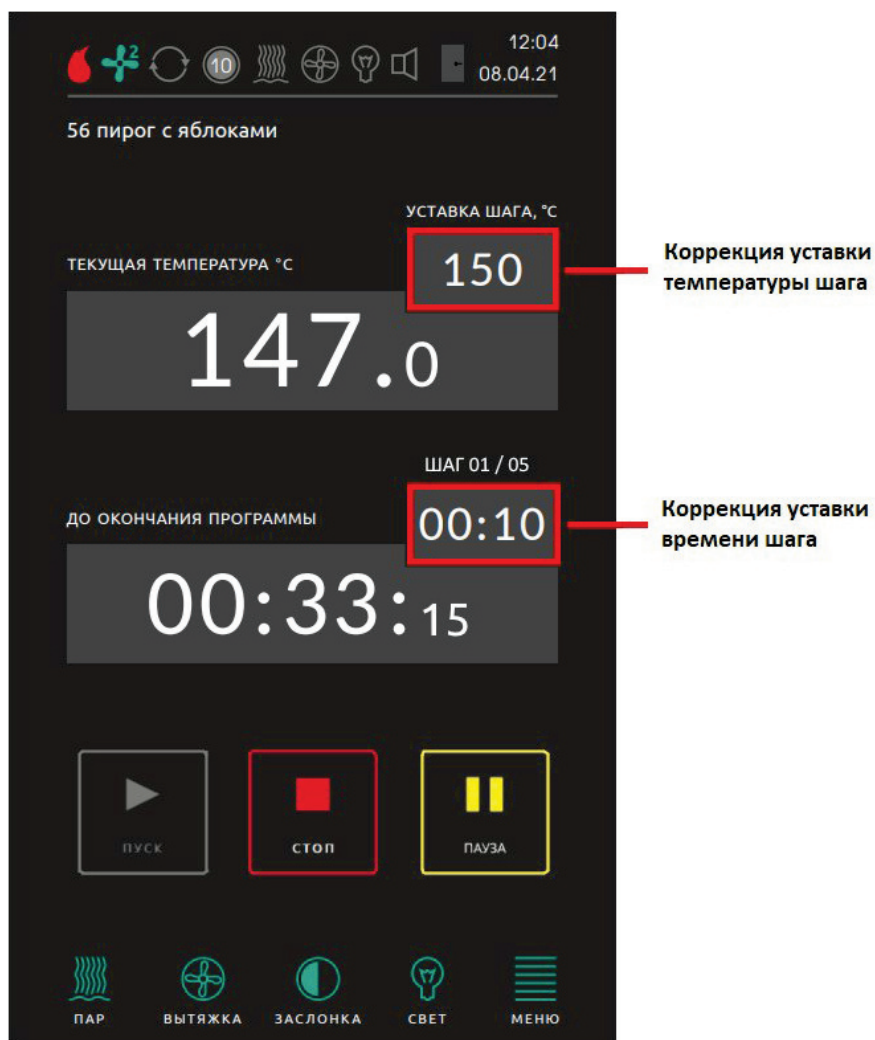 2
10
12:04
08.04.21
56 пирог с яблоками
УСТАВКА ШАГА, °C
150
Коррекция уставки
температуры шага
ТЕКУЩАЯ ТЕМПЕРАТУРА °C
147.0
ШАГ 01 / 05
00:10
Коррекция уставки
времени шага
ДО ОКОНЧАНИЯ ПРОГРАММЫ
00:33:15
ПУСК
СТОП
ПАУЗА
ПАР
ВЫТЯЖКА
ЗАСЛОНКА
СВЕТ
МЕНЮ